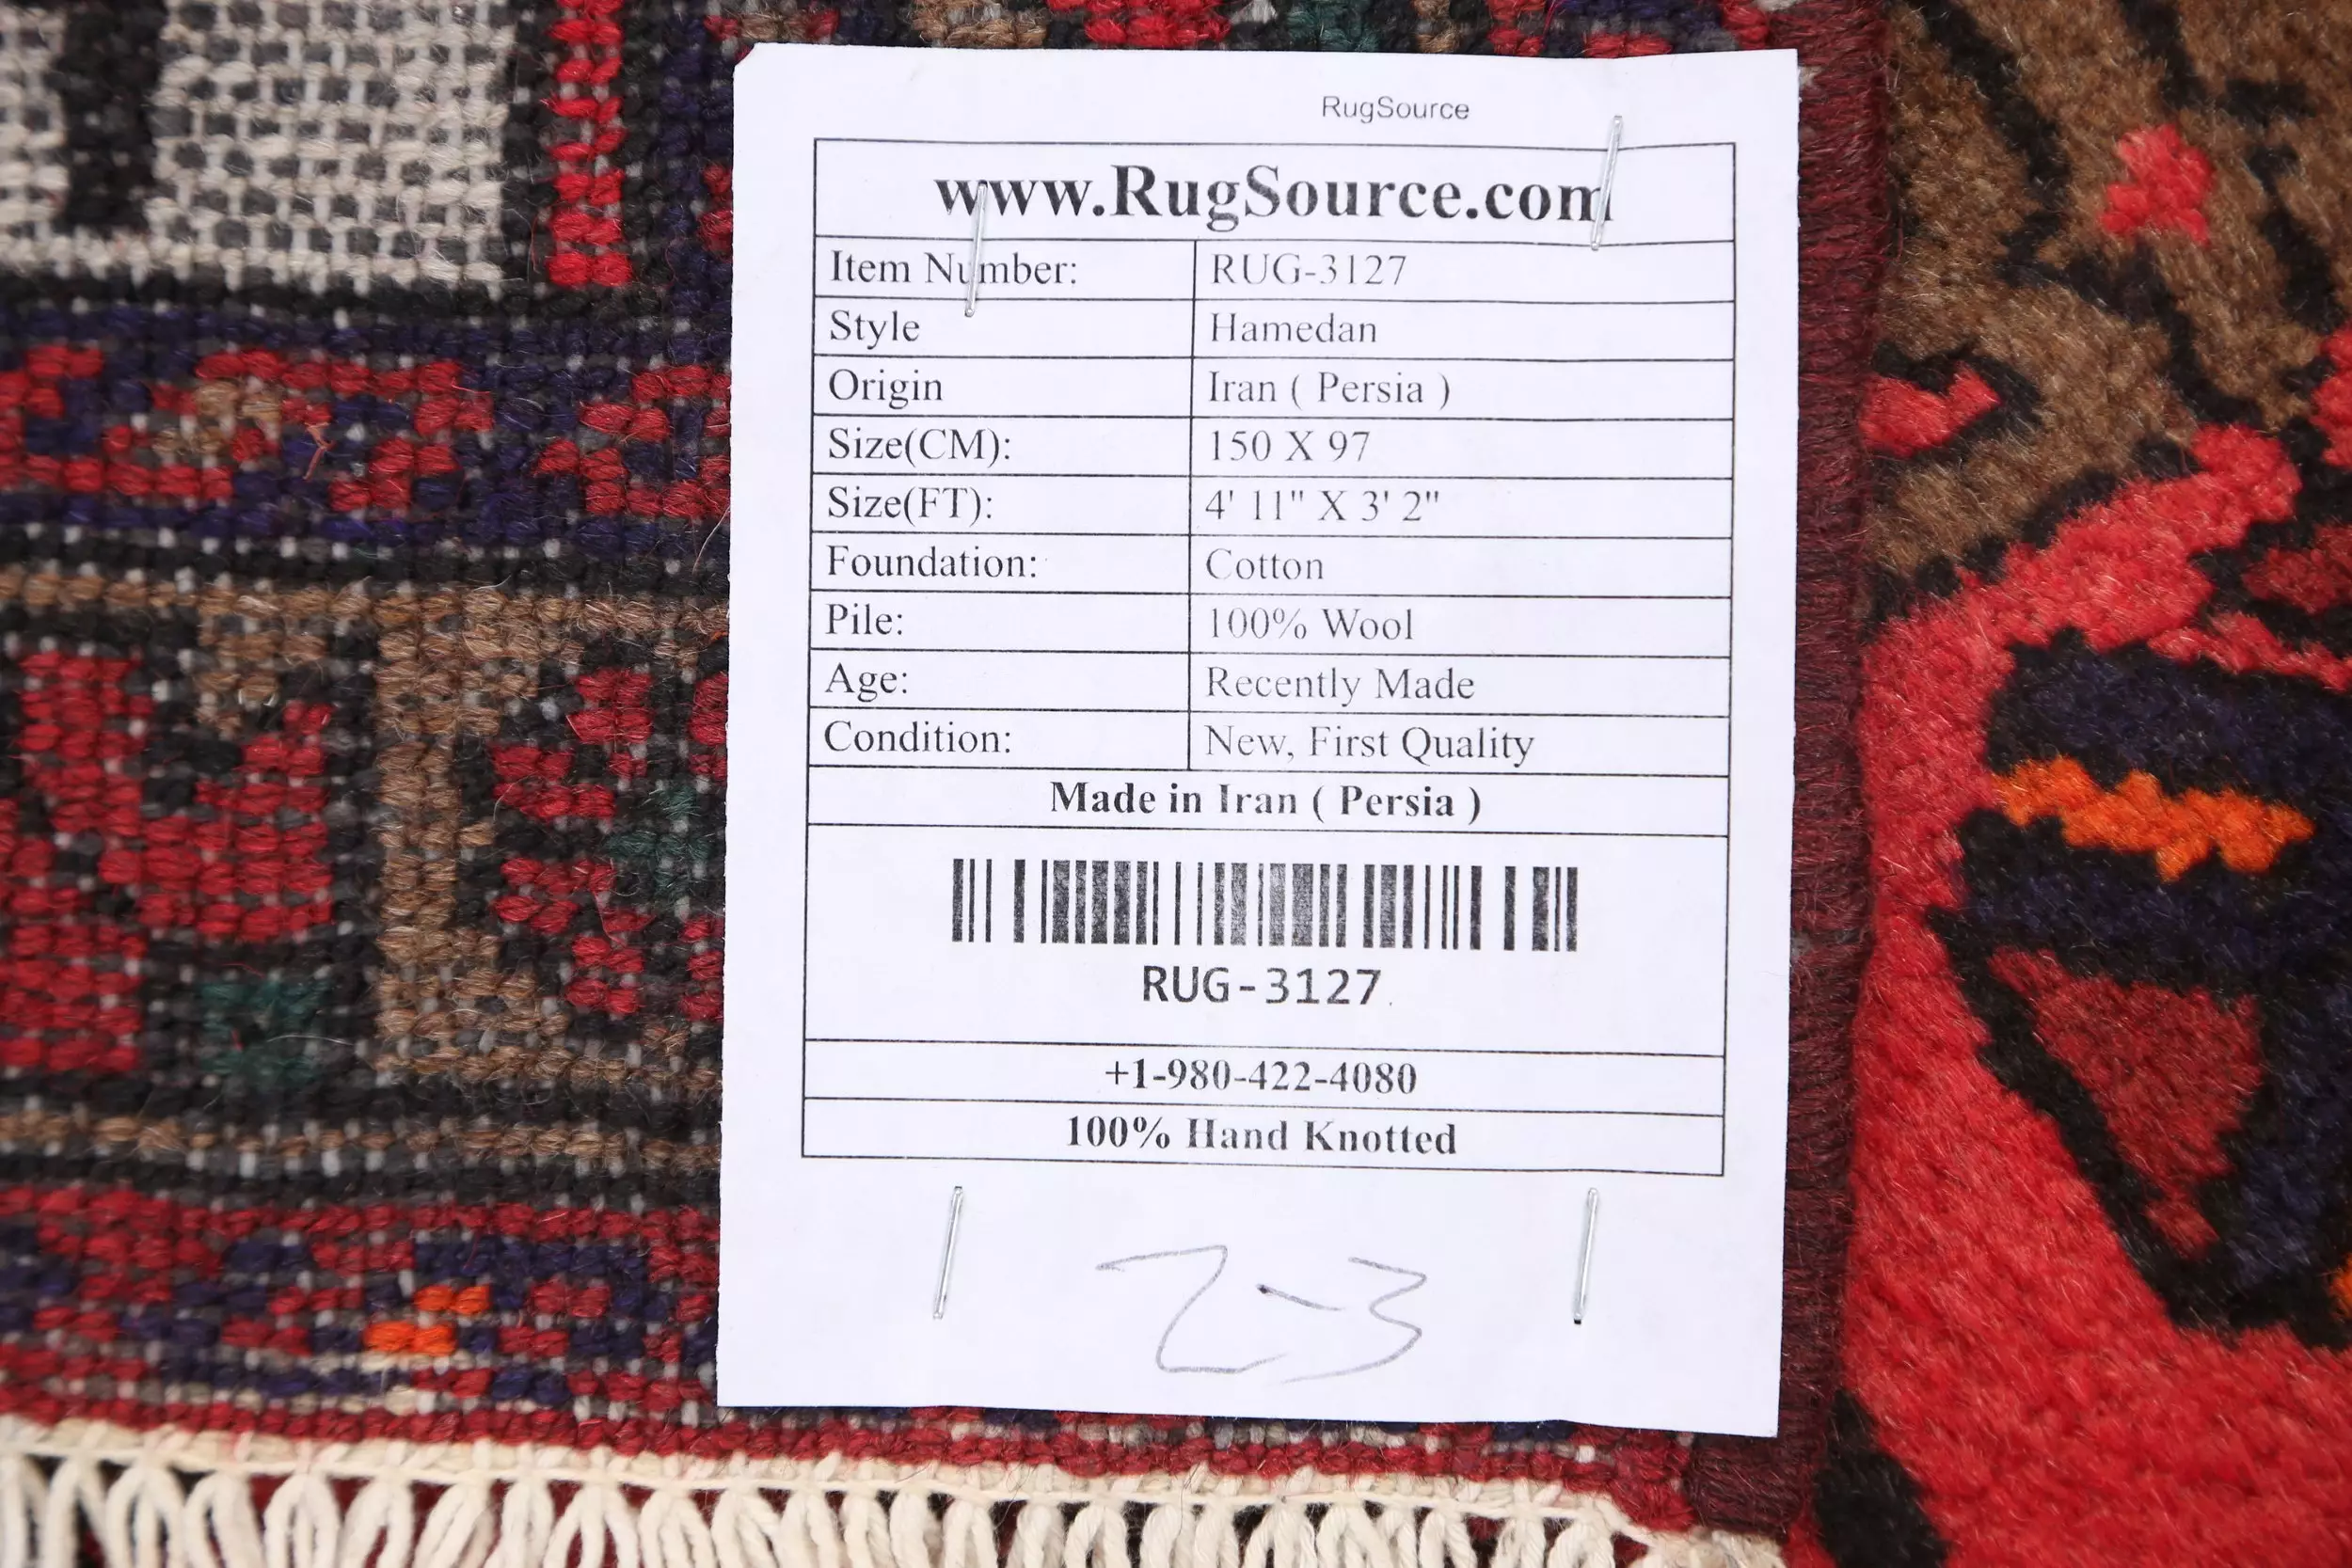 RugSource
www.RugSource.com
Item Number: RUG-3127
Style Hamedan
Origin Iran ( Persia )
Size(CM): 150 X 97
Size(FT): 4' 11" X 3' 2"
Foundation: Cotton
Pile: 100% Wool
Age: Recently Made
Condition: New, First Quality
Made in Iran ( Persia )
RUG-3127
+1-980-422-4080
100% Hand Knotted
2-3